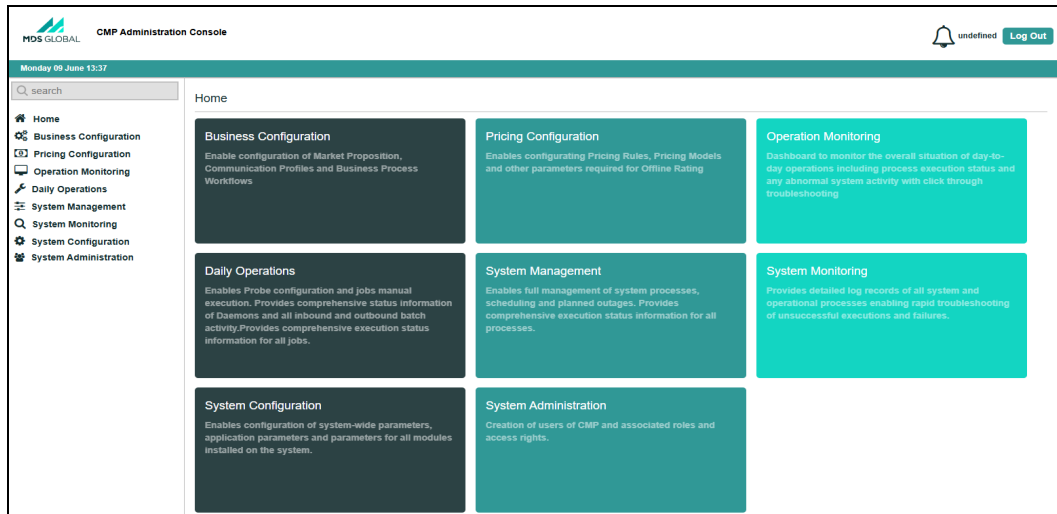 MDS GLOBAL
CMP Administration Console
undefined
Log Out
Monday 09 June 13:37
search
Home
Business Configuration
Pricing Configuration
Operation Monitoring
Daily Operations
System Management
System Monitoring
System Configuration
System Administration
Home
Business Configuration
Enable configuration of Market Proposition,
Communication Profiles and Business Process
Workflows
Pricing Configuration
Enables configurating Pricing Rules, Pricing Models
and other parameters required for Offline Rating
Operation Monitoring
Dashboard to monitor the overall situation of day-to-
day operations including process execution status and
any abnormal system activity with click through
troubleshooting
Daily Operations
Enables Probe configuration and jobs manual
execution. Provides comprehensive status information
of Daemons and all inbound and outbound batch
activity.Provides comprehensive execution status
information for all jobs.
System Management
Enables full management of system processes,
scheduling and planned outages. Provides
comprehensive execution status information for all
processes.
System Monitoring
Provides detailed log records of all system and
operational processes enabling rapid troubleshooting
of unsuccessful executions and failures.
System Configuration
Enables configuration of system-wide parameters,
application parameters and parameters for all modules
installed on the system.
System Administration
Creation of users of CMP and associated roles and
access rights.